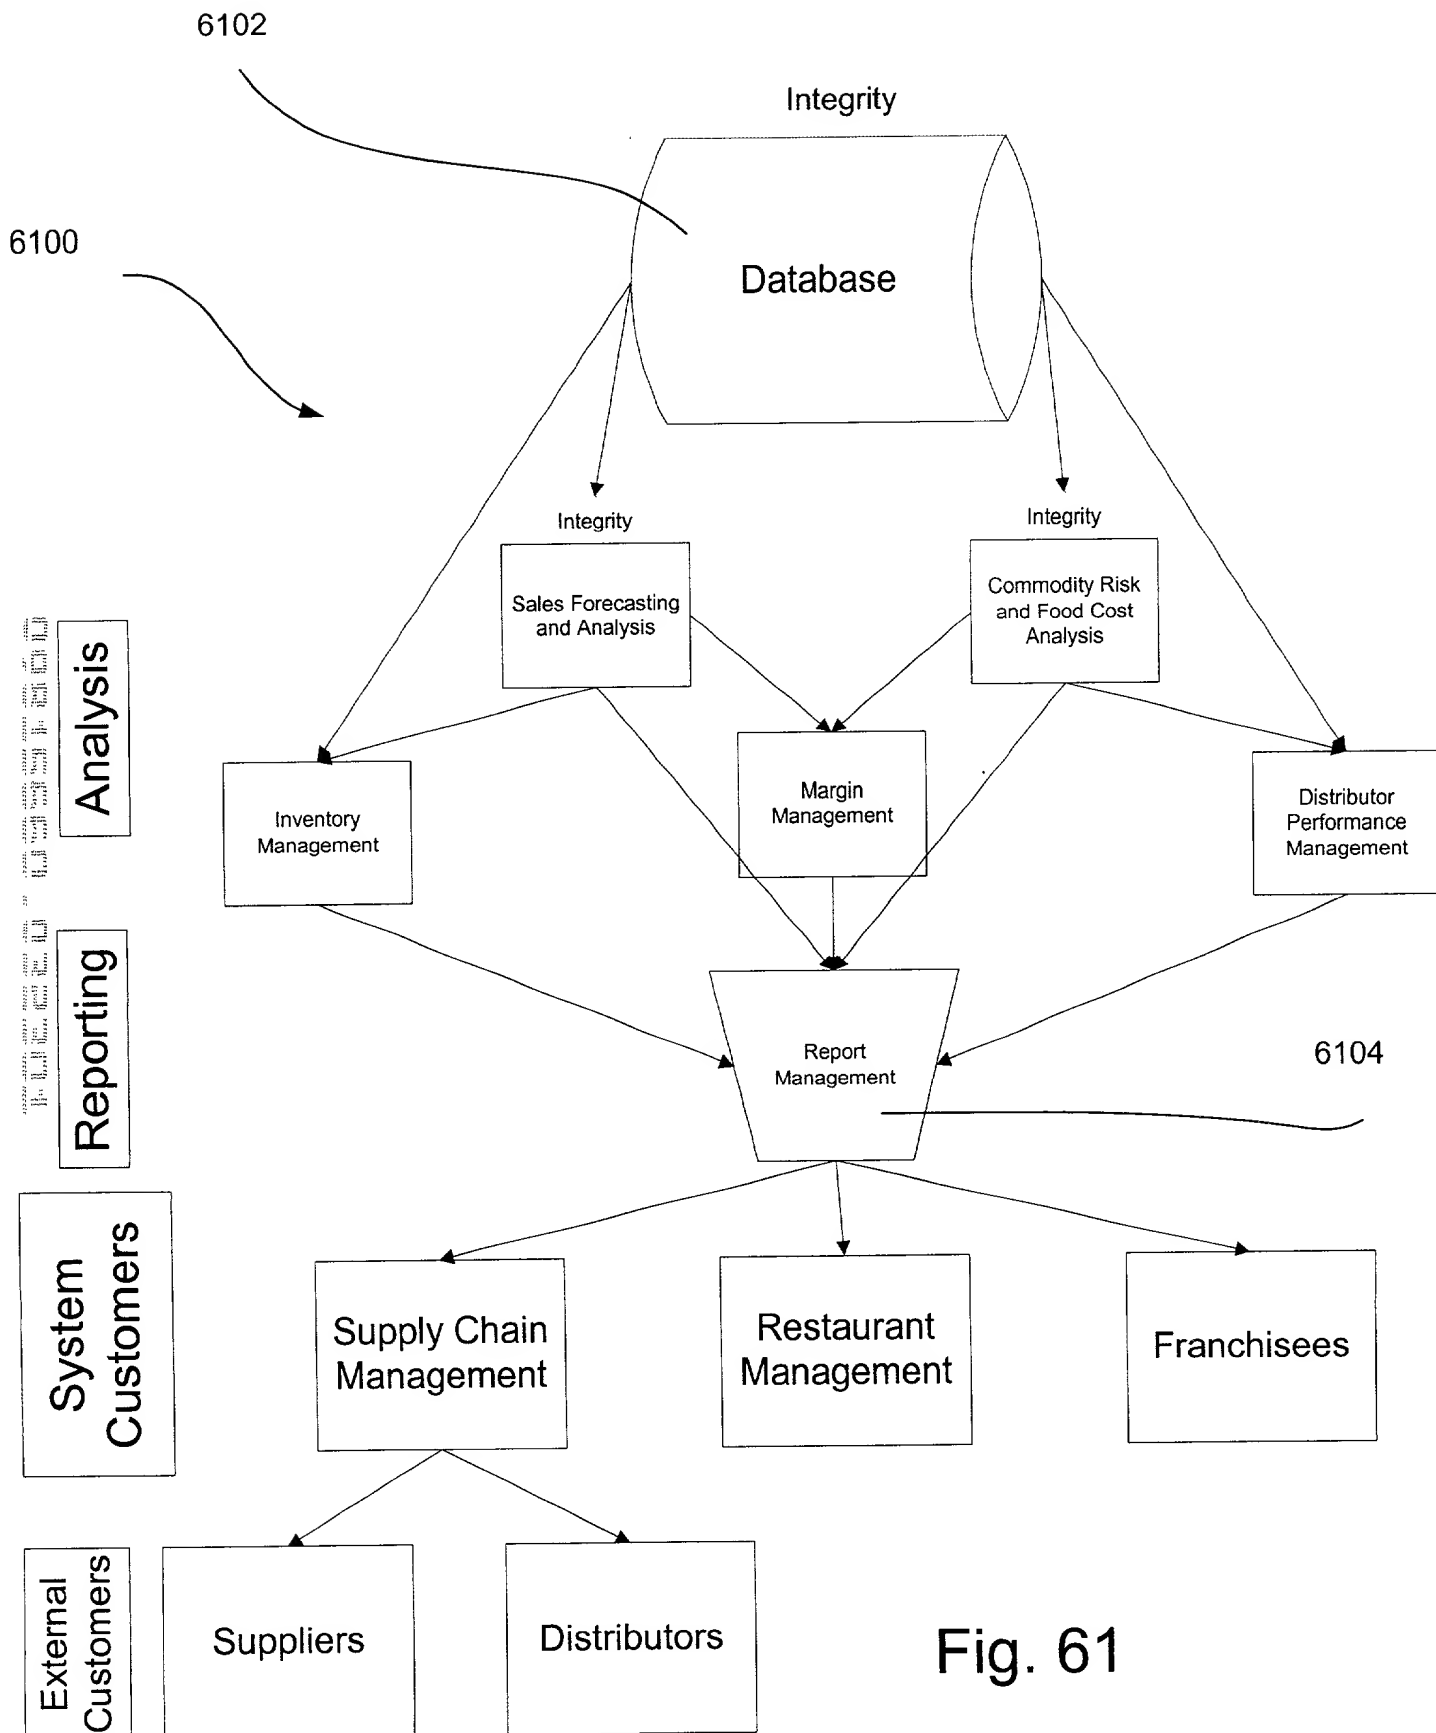 6102
Integrity
6100
Database
Integrity
Integrity
Sales Forecasting
and Analysis
Commodity Risk
and Food Cost
Analysis
Analysis
Inventory
Management
Margin
Management
Distributor
Performance
Management
Reporting
Report
Management
6104
System
Customers
Supply Chain
Management
Restaurant
Management
Franchisees
External
Customers
Suppliers
Distributors
Fig. 61